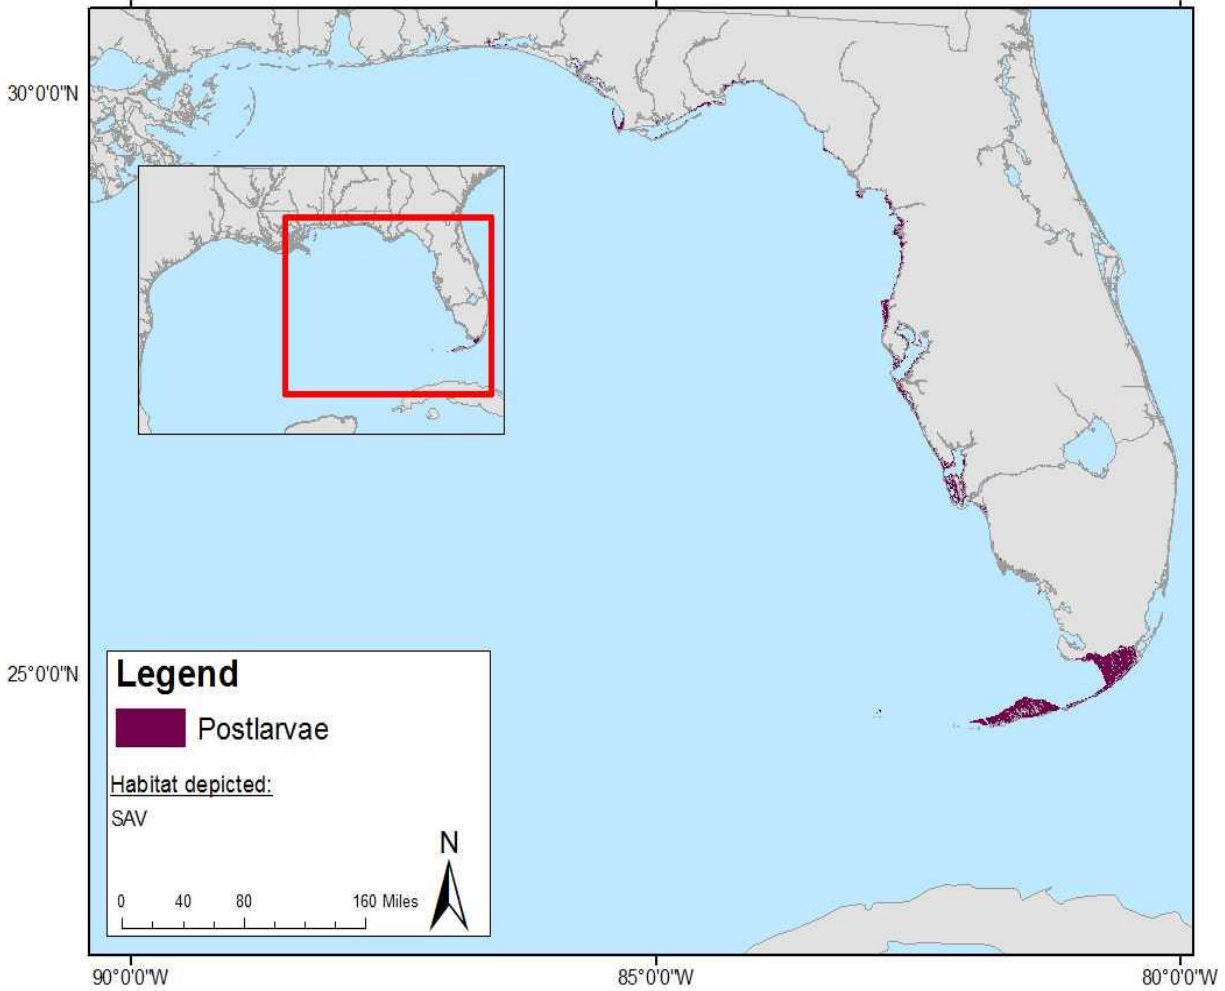 30°0'0"N
25°0'0"N
Legend
Postlarvae
Habitat depicted:
SAV
N
0 40 80 160 Miles
90°0'0"W 85°0'0"W 80°0'0"W